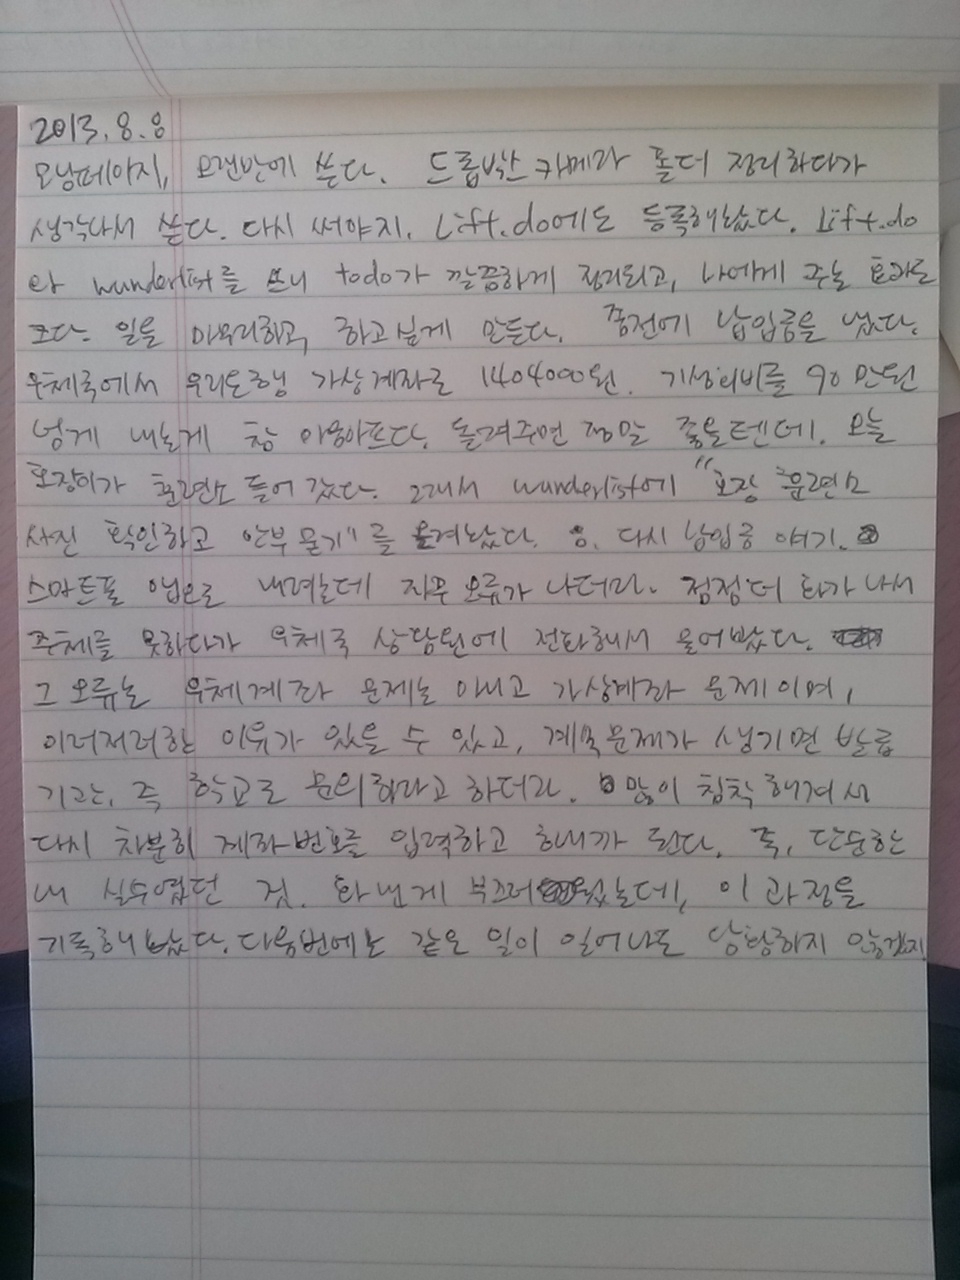 2013.8.8
모닝페이지, 오랜만에 쓴다. 드롭박스 카메라 폴더 정리하다가
생각나서 쓴다. 다시 써야지. Lift.do에도 등록해놨다. Lift.do
와 wunderlist를 쓰니 todo가 깔끔하게 정리되고, 나에게 주는 효과도
크다. 일을 마무리하고, 하고싶게 만든다. 좀전에 납입금을 냈다.
우체국에서 우리은행 가상계좌로 1404000원. 기성회비를 90만원
넘게 내는게 참 마음아프다. 돌려주면 정말 좋을텐데. 오늘
호장이가 훈련소 들어갔다. 그래서 wunderlist에 "호장 훈련소
사진 확인하고 안부 묻기"를 올려놨다. 음. 다시 납입금 얘기.
스마트폰 앱으로 내려는데 자꾸 오류가 나더라. 점점 더 화가 나서
주체를 못하다가 우체국 상담원에 전화해서 물어봤다.
그 오류는 우체계좌 문제는 아니고 가상계좌 문제이며,
이러저러한 이유가 있을 수 있고, 계속 문제가 생기면 발급
기관, 즉 학교로 문의하라고 하더라. 많이 침착해져서
다시 차분히 계좌번호를 입력하고 하니까 된다. 즉, 단순한
내 실수였던 것. 화낸게 부끄러웠는데, 이 과정을
기록해놨다. 다음번에는 같은 일이 일어나도 당황하지 않겠지